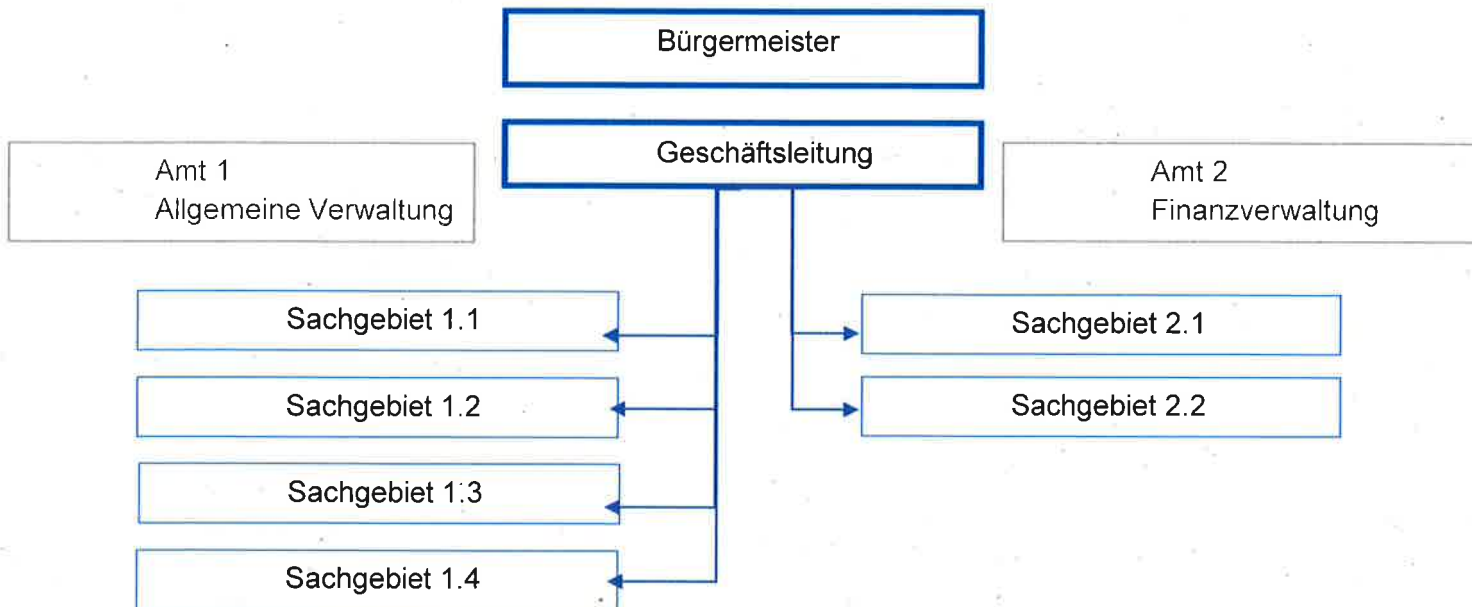 Bürgermeister
Geschäftsleitung
Amt 1
Allgemeine Verwaltung
Amt 2
Finanzverwaltung
Sachgebiet 1.1
Sachgebiet 2.1
Sachgebiet 1.2
Sachgebiet 2.2
Sachgebiet 1.3
Sachgebiet 1.4